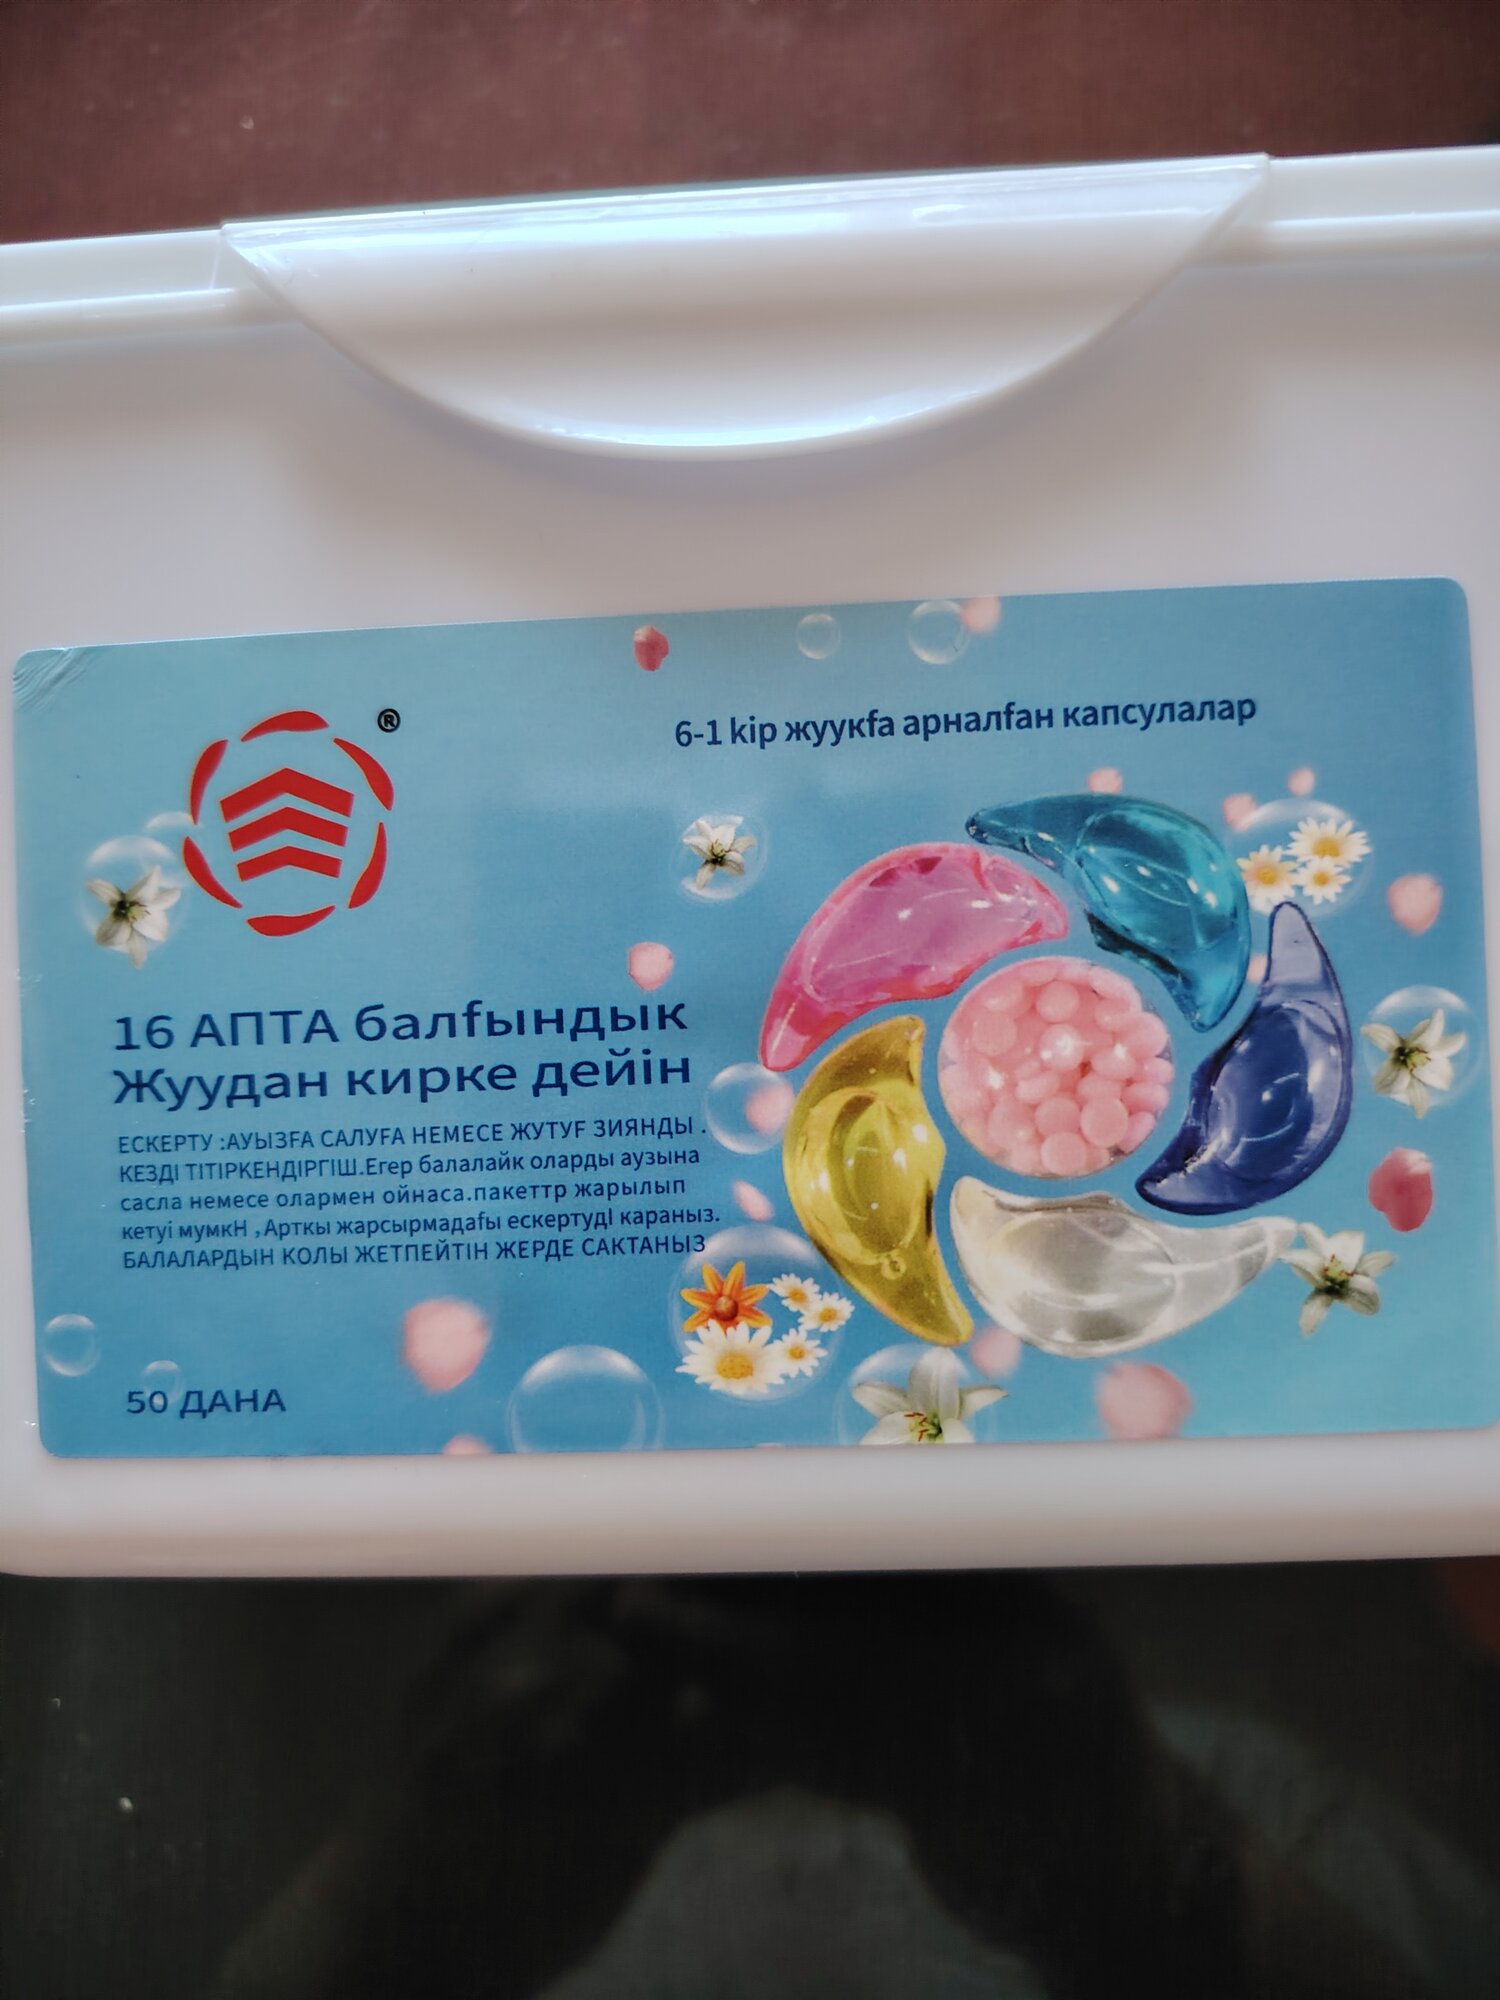 ®
6-1 kір жуукfа арналfан капсулалар
16 АПТА балfындык
Жуудан кирке дейін
ЕСКЕРТУ :АУЫЗFА САЛУFА НЕМЕСЕ ЖУТУF ЗИЯНДЫ .
КЕЗДІ ТІТІРКЕНДІРГІШ.Егер балалайк оларды аузына
сасла немесе олармен ойнаса.пакеттр жарылып
кетуі мумкН ,Арткы жарсырмадаfы ескертудІ караныз.
БАЛАЛАРДЫН КОЛЫ ЖЕТПЕЙТІН ЖЕРДЕ САКТАНЫЗ
50 ДАНА